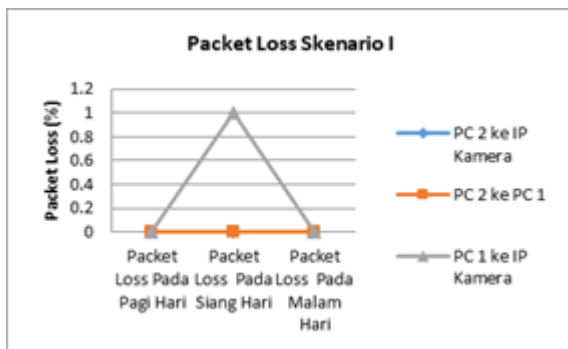 Packet Loss Skenario I
Packet Loss (%)
1.2
1
0.8
0.6
0.4
0.2
0
Packet
Loss Pada
Pagi Hari
Packet
Loss Pada
Siang Hari
Packet
Loss Pada
Malam
Hari
PC 2 ke IP
Kamera
PC 2 ke PC 1
PC 1 ke IP
Kamera